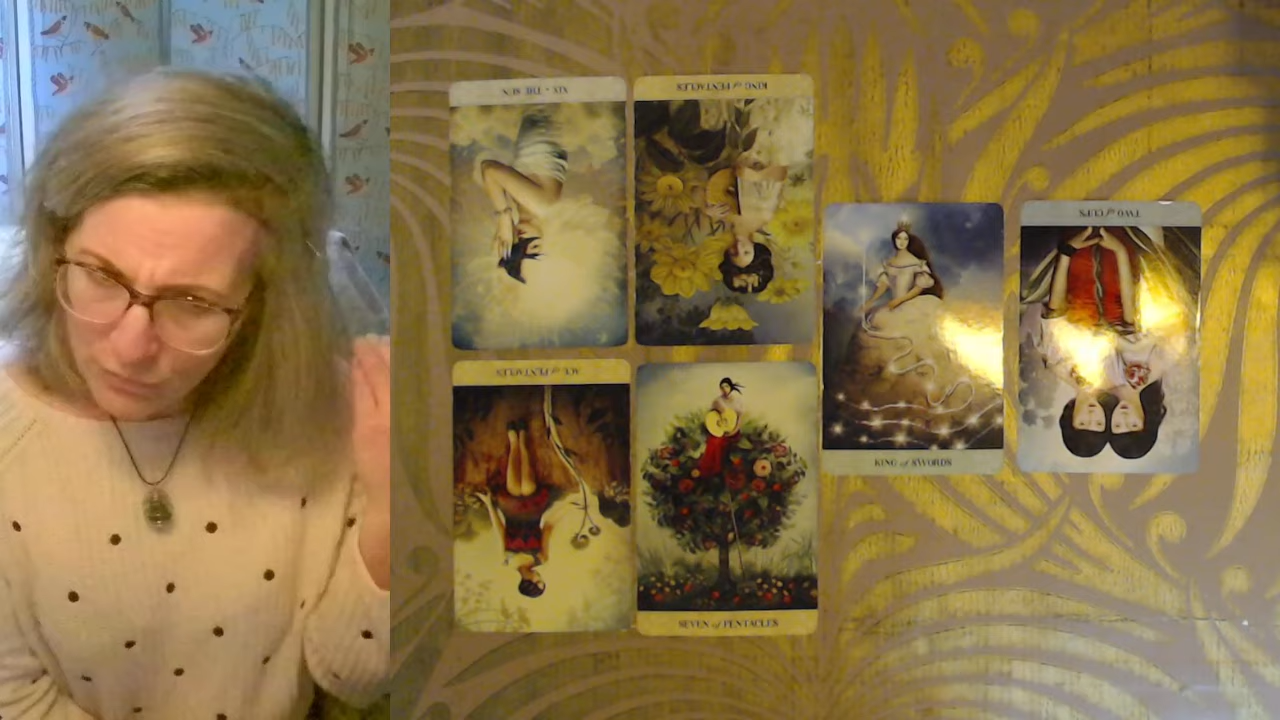 XIX • THE SUN
KING of PENTACLES
KING of SWORDS
TWO of CUPS
ACE of PENTACLES
SEVEN of PENTACLES